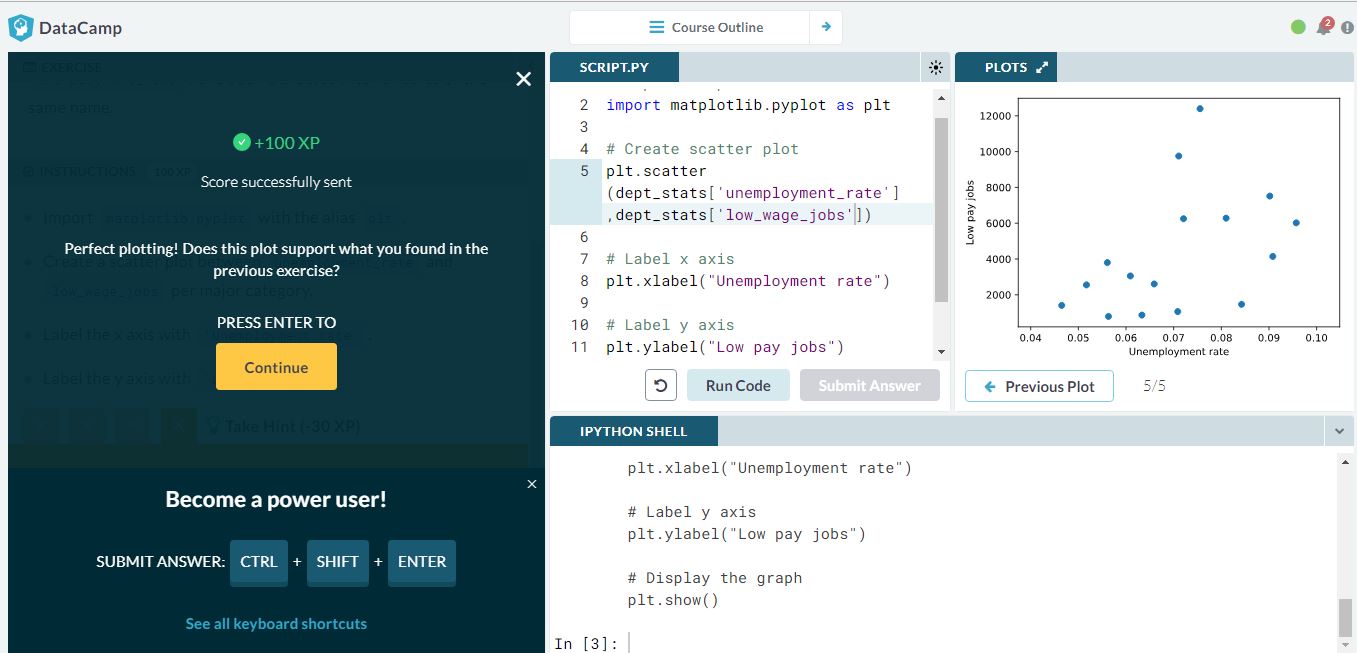 DataCamp
Course Outline
2
EXERCISE
same name.
+100 XP
Score successfully sent
INSTRUCTIONS 100 XP
Import matplotlib.pyplot with the alias plt.
Perfect plotting! Does this plot support what you found in the
previous exercise?
Create a scatter plot between unemployment_rate and
low_wage_jobs per major category.
PRESS ENTER TO
Label the x axis with
Continue
Label the y axis with
Take Hint (-30 XP)
Become a power user!
SUBMIT ANSWER: CTRL + SHIFT + ENTER
See all keyboard shortcuts
SCRIPT.PY
2 import matplotlib.pyplot as plt
3
4 # Create scatter plot
5 plt.scatter
(dept_stats['unemployment_rate']
,dept_stats['low_wage_jobs'])
6
7 # Label x axis
8 plt.xlabel("Unemployment rate")
9
10 # Label y axis
11 plt.ylabel("Low pay jobs")
Run Code
Submit Answer
PLOTS
12000
10000
8000
6000
4000
2000
Low pay jobs
0.04 0.05 0.06 0.07 0.08 0.09 0.10
Unemployment rate
Previous Plot 5/5
IPYTHON SHELL
plt.xlabel("Unemployment rate")
# Label y axis
plt.ylabel("Low pay jobs")
# Display the graph
plt.show()
In [3]: